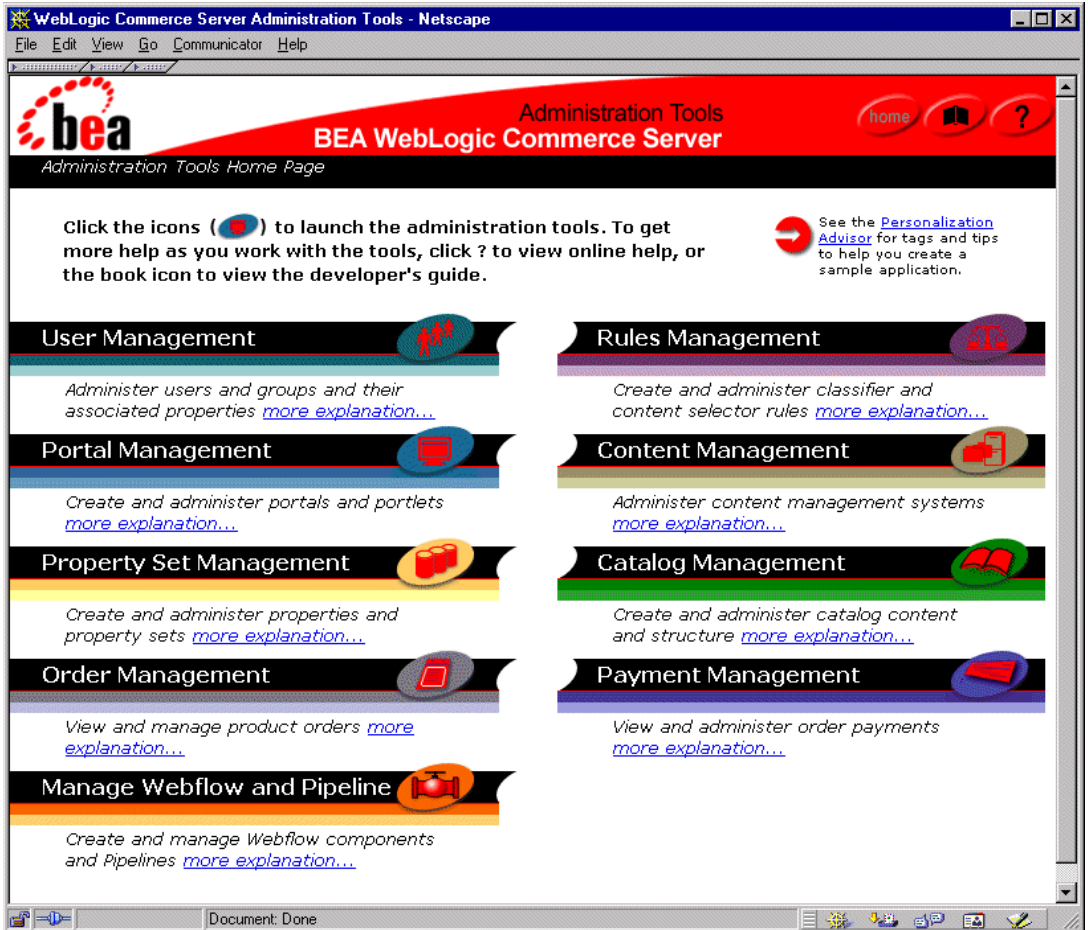 WebLogic Commerce Server Administration Tools - Netscape
File Edit View Go Communicator Help
bea
Administration Tools
BEA WebLogic Commerce Server
home ?
Administration Tools Home Page
Click the icons ( ) to launch the administration tools. To get
more help as you work with the tools, click ? to view online help, or
the book icon to view the developer's guide.
See the Personalization
Advisor for tags and tips
to help you create a
sample application.
User Management
Administer users and groups and their
associated properties more explanation...
Rules Management
Create and administer classifier and
content selector rules more explanation...
Portal Management
Create and administer portals and portlets
more explanation...
Content Management
Administer content management systems
more explanation...
Property Set Management
Create and administer properties and
property sets more explanation...
Catalog Management
Create and administer catalog content
and structure more explanation...
Order Management
View and manage product orders more
explanation...
Payment Management
View and administer order payments
more explanation...
Manage Webflow and Pipeline
Create and manage Webflow components
and Pipelines more explanation...
Document: Done